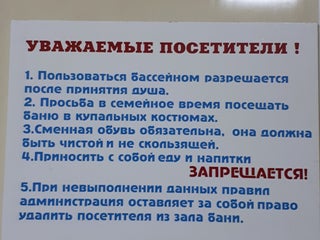 УВАЖАЕМЫЕ ПОСЕТИТЕЛИ !
1. Пользоваться бассейном разрешается
после принятия душа.
2. Просьба в семейное время посещать
баню в купальных костюмах.
3.Сменная обувь обязательна, она должна
быть чистой и не скользящей.
4.Приносить с собой еду и напитки
ЗАПРЕЩАЕТСЯ!
5.При невыполнении данных правил
администрация оставляет за собой право
удалить посетителя из зала бани.